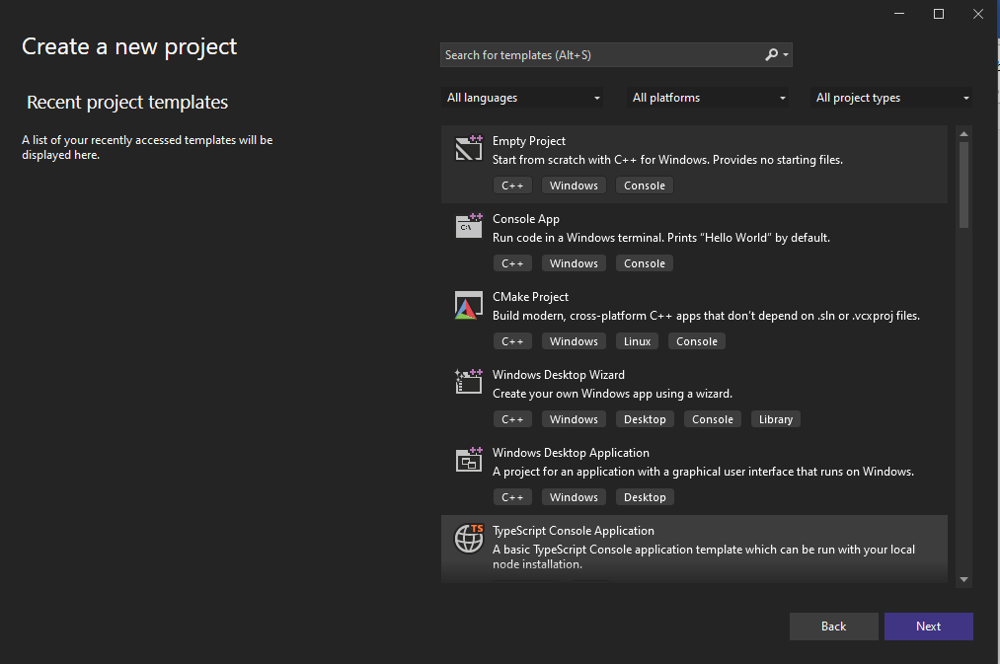 Create a new project
Search for templates (Alt+S)
Recent project templates
All languages
All platforms
All project types
A list of your recently accessed templates will be
displayed here.
Empty Project
Start from scratch with C++ for Windows. Provides no starting files.
C++ Windows Console
Console App
Run code in a Windows terminal. Prints "Hello World" by default.
C++ Windows Console
CMake Project
Build modern, cross-platform C++ apps that don't depend on .sln or .vcxproj files.
C++ Windows Linux Console
Windows Desktop Wizard
Create your own Windows app using a wizard.
C++ Windows Desktop Console Library
Windows Desktop Application
A project for an application with a graphical user interface that runs on Windows.
C++ Windows Desktop
TS
TypeScript Console Application
A basic TypeScript Console application template which can be run with your local
node installation.
Back
Next